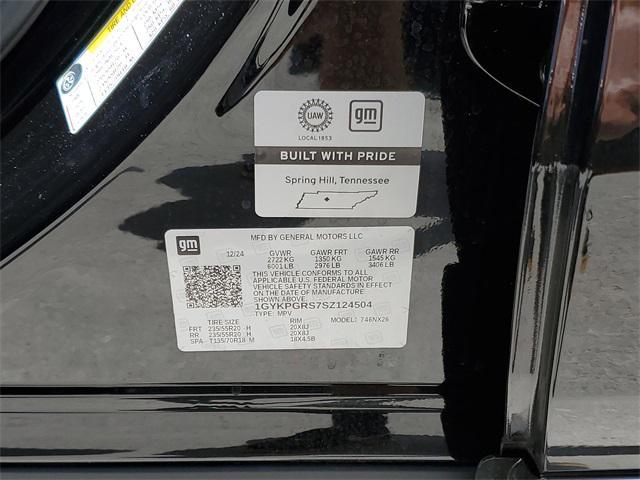 TIRE AND
UAW
gm
LOCAL 1853
BUILT WITH PRIDE
Spring Hill, Tennessee
gm
MFD BY GENERAL MOTORS LLC
12/24 GVWR GAWR FRT GAWR RR
2722 KG 1350 KG 1545 KG
6001 LB 2976 LB 3406 LB
THIS VEHICLE CONFORMS TO ALL
APPLICABLE U.S. FEDERAL MOTOR
VEHICLE SAFETY STANDARDS IN EFFECT
ON THE DATE OF MANUFACTURE
SHOWN ABOVE.
1GYKPGRS7SZ124504
TYPE: MPV
TIRE SIZE RIM MODEL: 746NX26
FRT 235/55R20 H 20X8J
RR 235/55R20 H 20X8J
SPA T135/70R18 M 18X4.5B